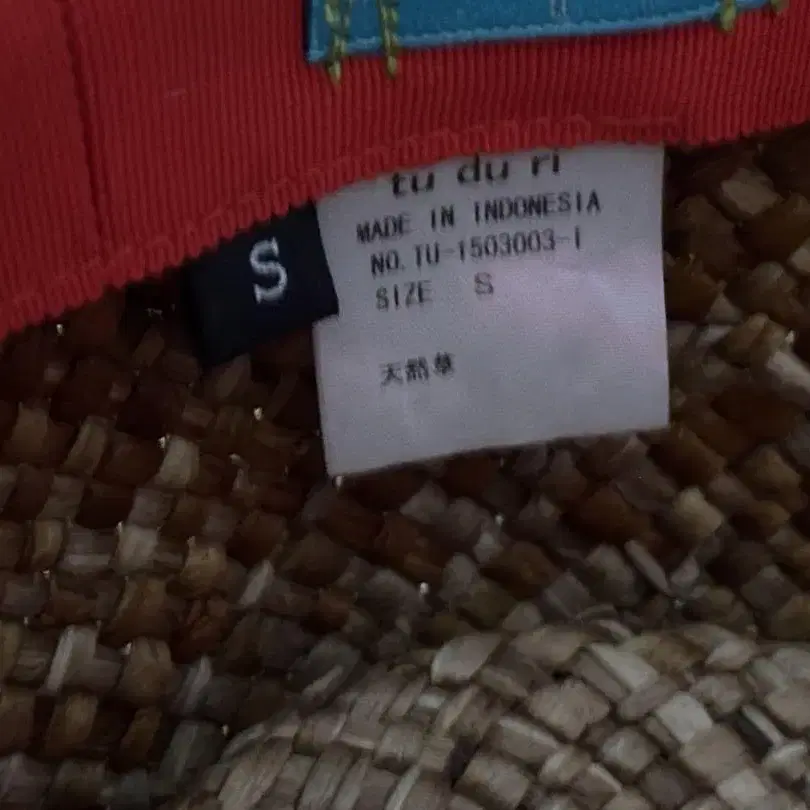 tu du ri
MADE IN INDONESIA
NO. TU-1503003-1
SIZE S
天然草
S